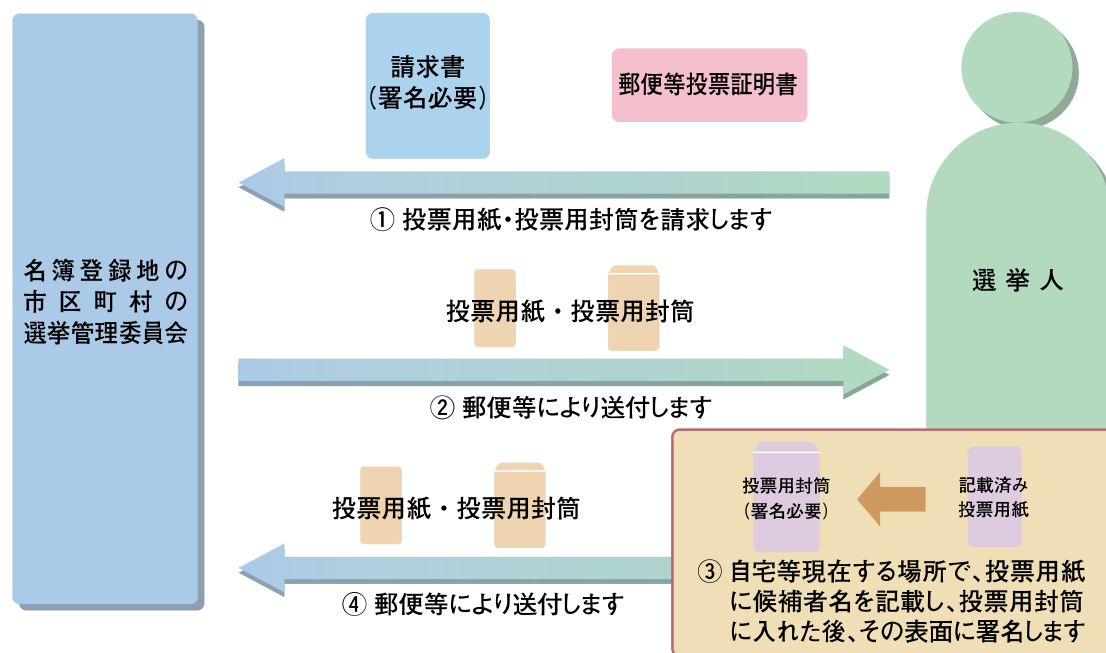 請求書
（署名必要）
郵便等投票証明書
① 投票用紙・投票用封筒を請求します
名簿登録地の
市区町村の
選挙管理委員会
選挙人
投票用紙・投票用封筒
② 郵便等により送付します
投票用紙・投票用封筒
④ 郵便等により送付します
投票用封筒
（署名必要）
記載済み
投票用紙
③ 自宅等現在する場所で、投票用紙
に候補者名を記載し、投票用封筒
に入れた後、その表面に署名します